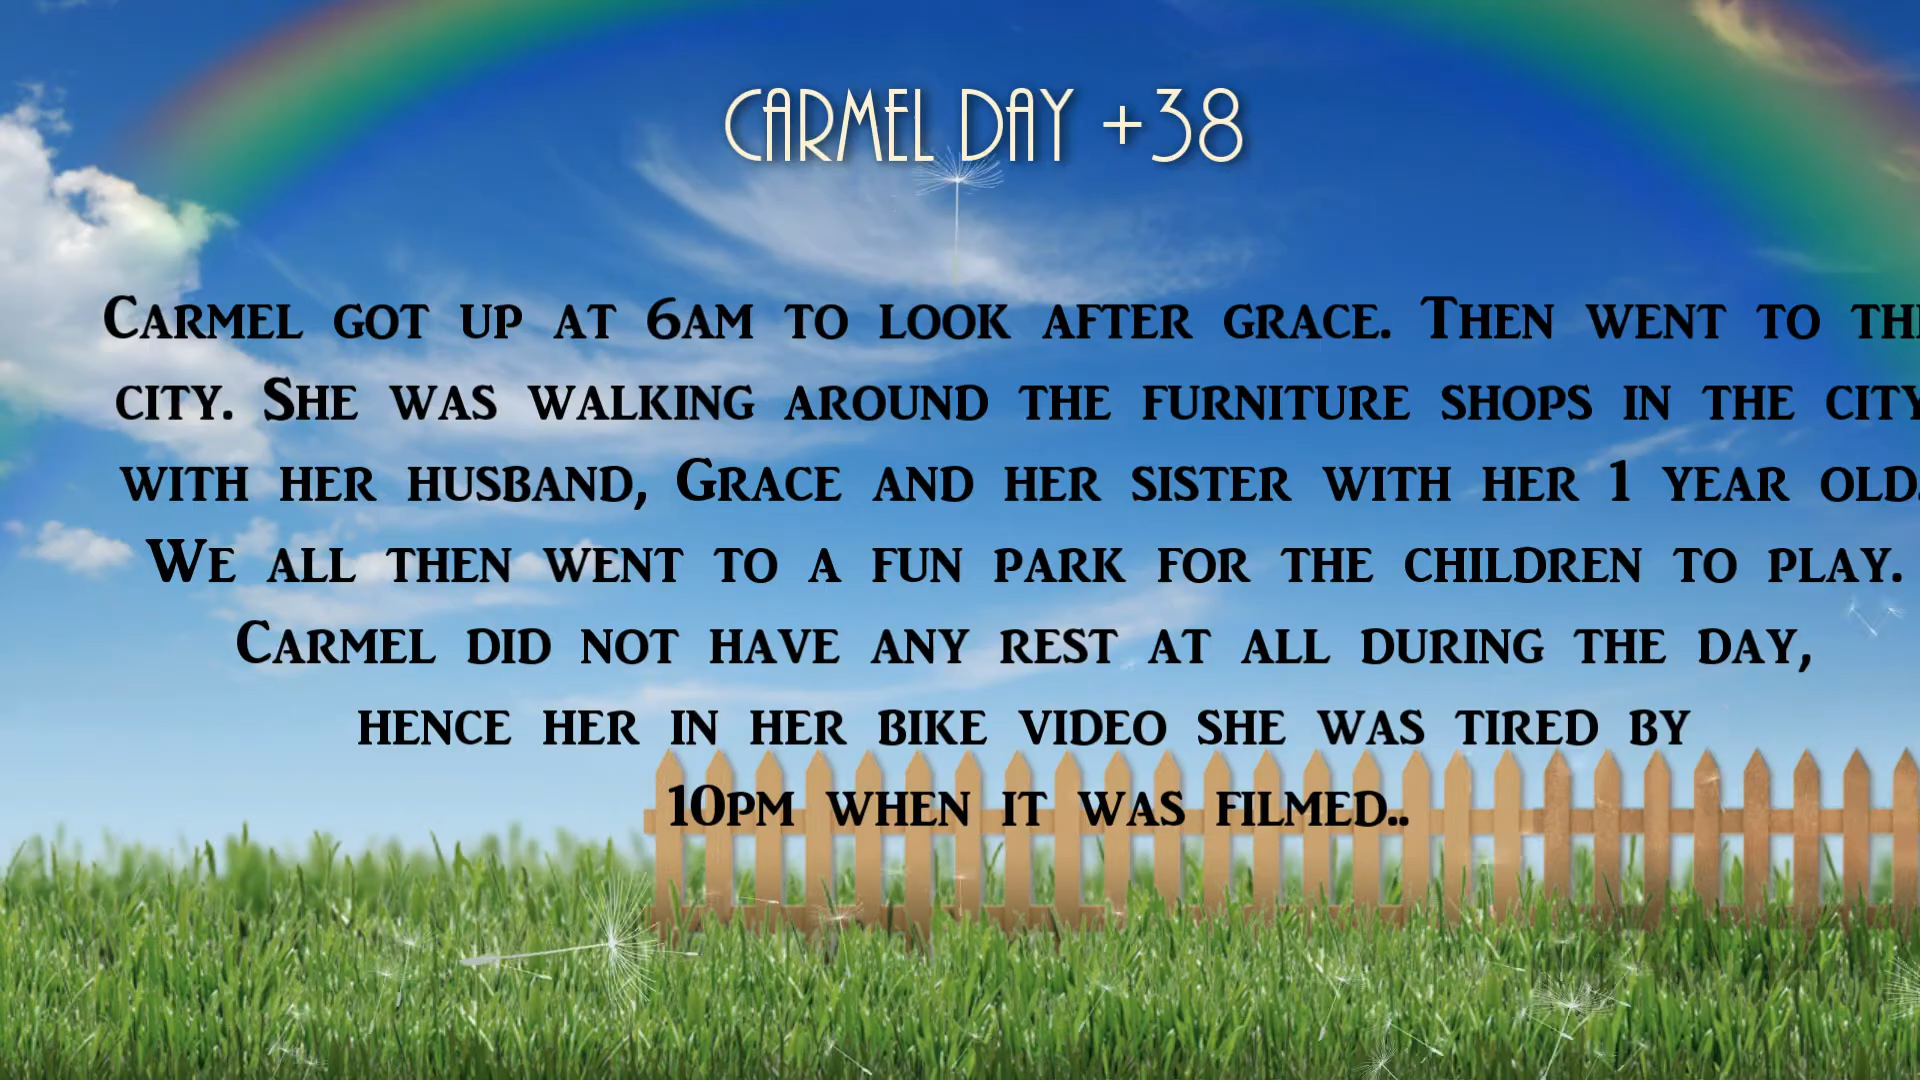 CARMEL DAY +38
Carmel got up at 6am to look after grace. Then went to the
city. She was walking around the furniture shops in the city
with her husband, Grace and her sister with her 1 year old.
We all then went to a fun park for the children to play.
Carmel did not have any rest at all during the day,
hence her in her bike video she was tired by
10pm when it was filmed..